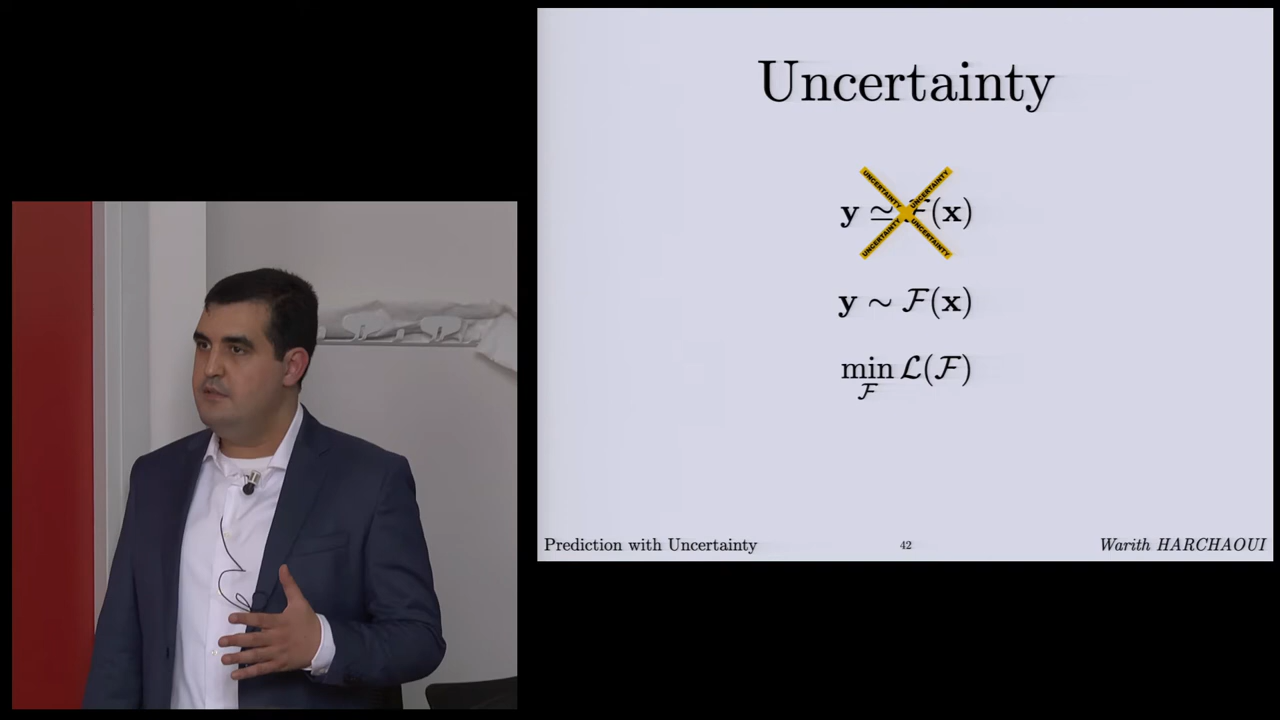 Uncertainty
UNCERTAINTY UNCERTAINTY
y ≃ F(x)
UNCERTAINTY UNCERTAINTY
y ∼ F(x)
min L(F)
F
Prediction with Uncertainty 42 Warith HARCHAOUI